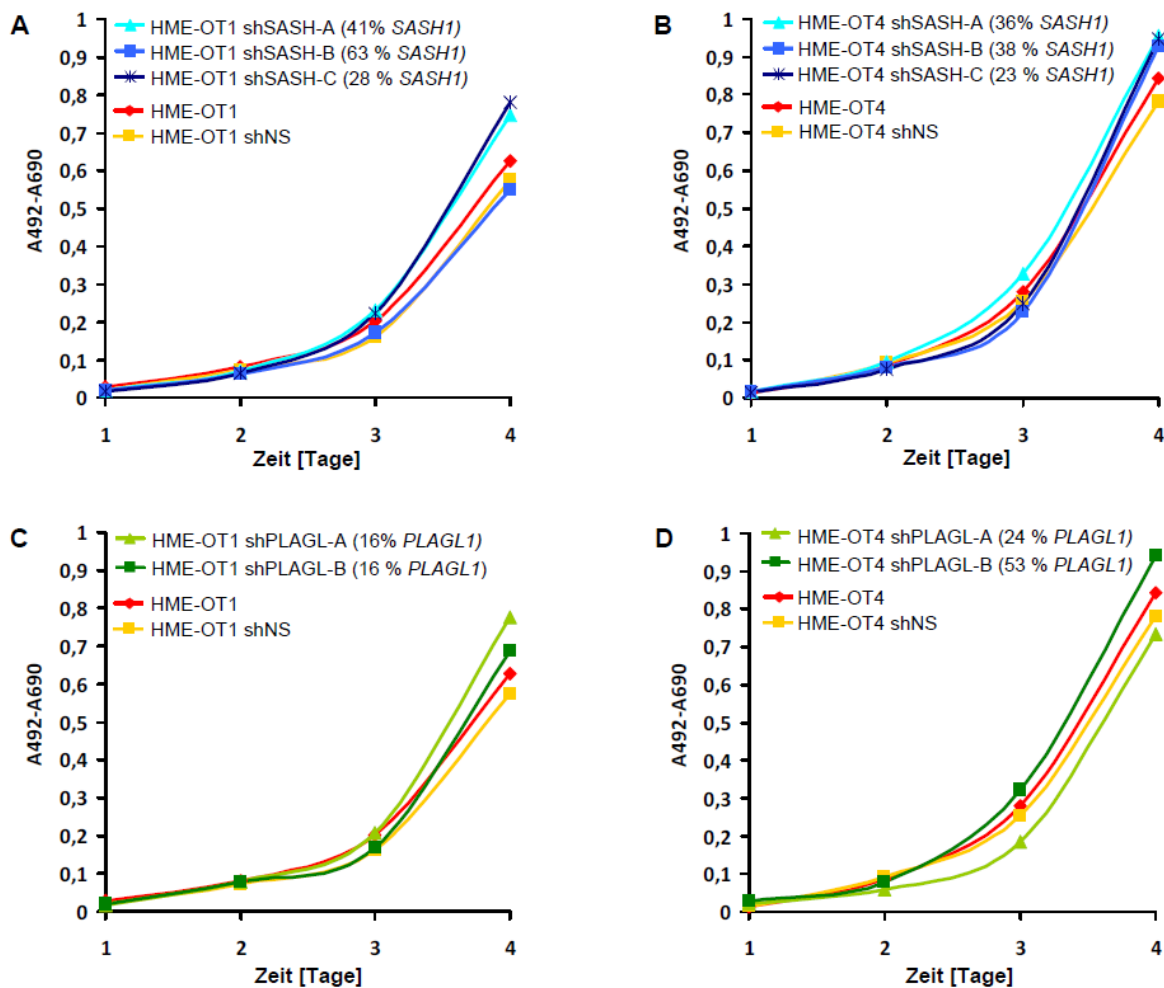 A
HME-OT1 shSASH-A (41% SASH1)
HME-OT1 shSASH-B (63 % SASH1)
HME-OT1 shSASH-C (28 % SASH1)
HME-OT1
HME-OT1 shNS
1
0,9
0,8
0,7
0,6
0,5
0,4
0,3
0,2
0,1
0
A492-A690
1 2 3 4
Zeit [Tage]
B
HME-OT4 shSASH-A (36% SASH1)
HME-OT4 shSASH-B (38 % SASH1)
HME-OT4 shSASH-C (23 % SASH1)
HME-OT4
HME-OT4 shNS
1
0,9
0,8
0,7
0,6
0,5
0,4
0,3
0,2
0,1
0
A492-A690
1 2 3 4
Zeit [Tage]
C
HME-OT1 shPLAGL-A (16% PLAGL1)
HME-OT1 shPLAGL-B (16 % PLAGL1)
HME-OT1
HME-OT1 shNS
1
0,9
0,8
0,7
0,6
0,5
0,4
0,3
0,2
0,1
0
A492-A690
1 2 3 4
Zeit [Tage]
D
HME-OT4 shPLAGL-A (24 % PLAGL1)
HME-OT4 shPLAGL-B (53 % PLAGL1)
HME-OT4
HME-OT4 shNS
1
0,9
0,8
0,7
0,6
0,5
0,4
0,3
0,2
0,1
0
A492-A690
1 2 3 4
Zeit [Tage]